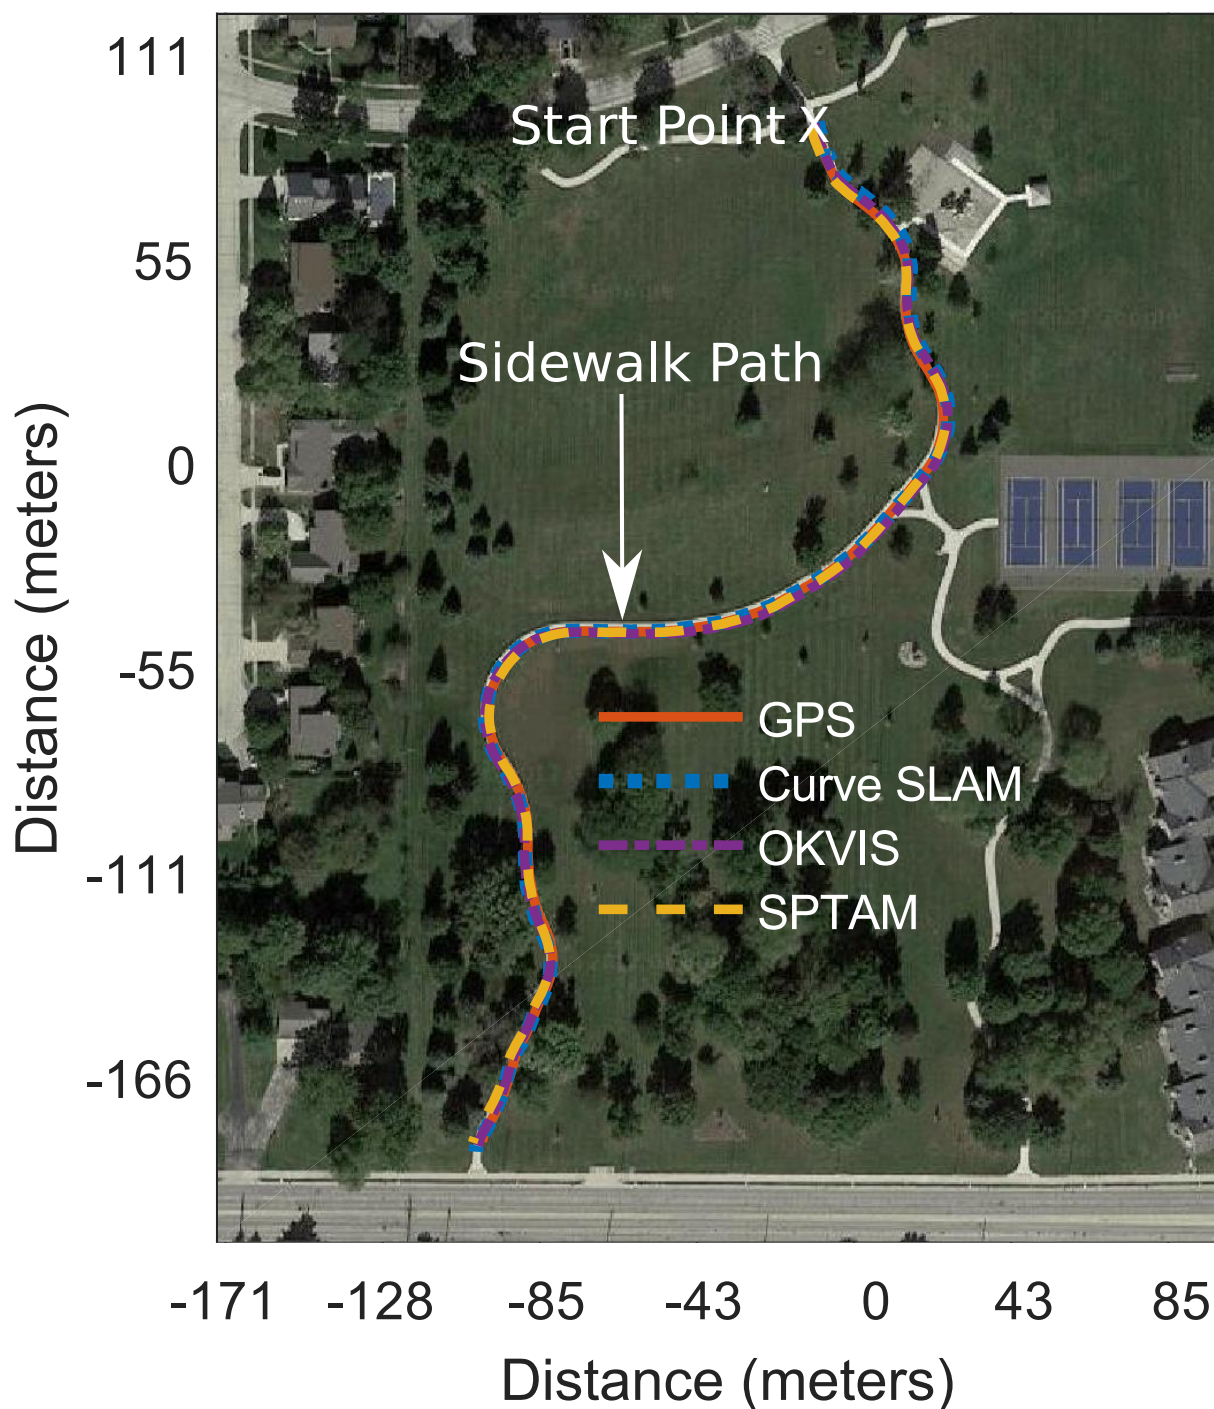 111
55
0
-55
-111
-166
Distance (meters)
Start Point X
Sidewalk Path
GPS
Curve SLAM
OKVIS
SPTAM
-171 -128 -85 -43 0 43 85
Distance (meters)